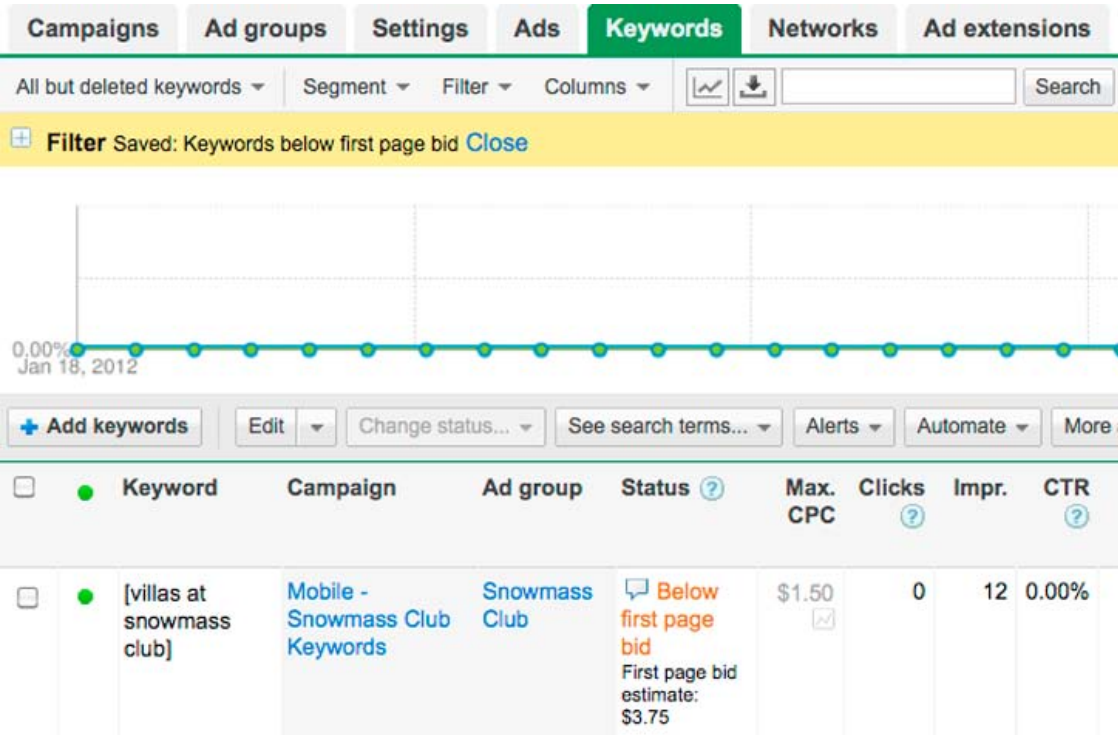 Campaigns Ad groups Settings Ads Keywords Networks Ad extensions
All but deleted keywords Segment Filter Columns Search
Filter Saved: Keywords below first page bid Close
0.00%
Jan 18, 2012
Add keywords Edit Change status... See search terms... Alerts Automate More
Keyword Campaign Ad group Status ? Max. CPC Clicks ? Impr. CTR ?
[villas at
snowmass
club]
Mobile -
Snowmass Club
Keywords
Snowmass
Club
Below
first page
bid
First page bid
estimate:
$3.75
$1.50
0
12
0.00%